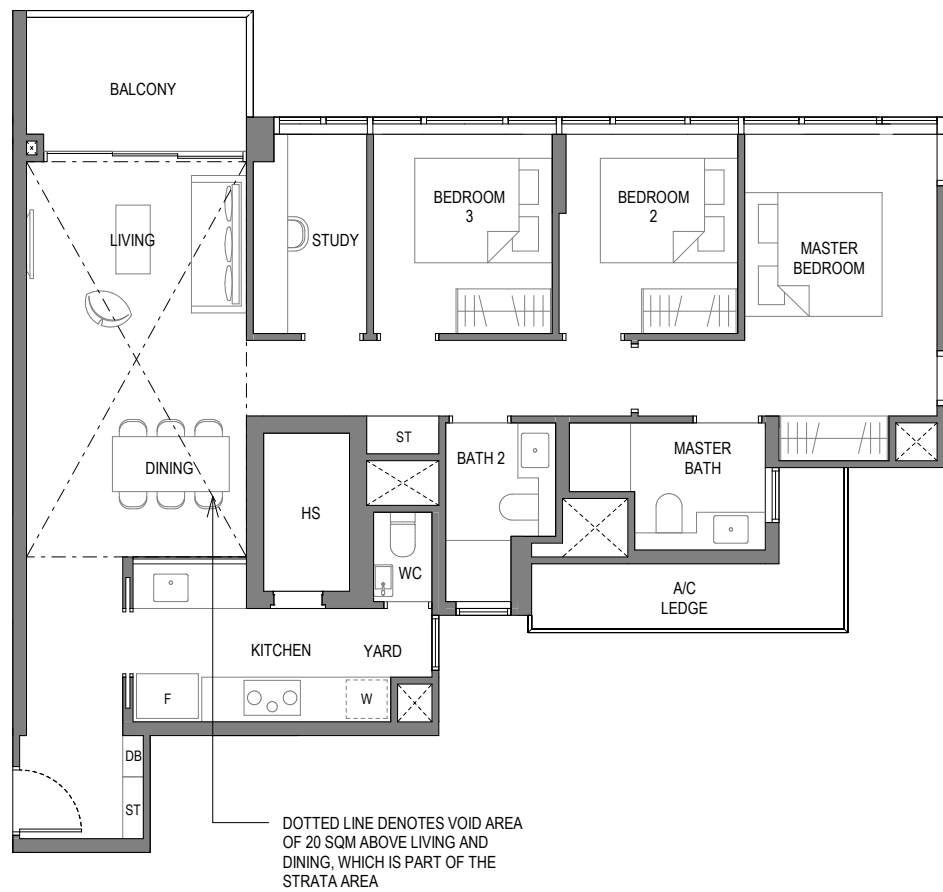 BALCONY
LIVING
STUDY
BEDROOM
3
BEDROOM
2
MASTER
BEDROOM
DINING
HS
ST
BATH 2
MASTER
BATH
WC
A/C
LEDGE
KITCHEN
YARD
F
W
DB
ST
DOTTED LINE DENOTES VOID AREA
OF 20 SQM ABOVE LIVING AND
DINING, WHICH IS PART OF THE
STRATA AREA